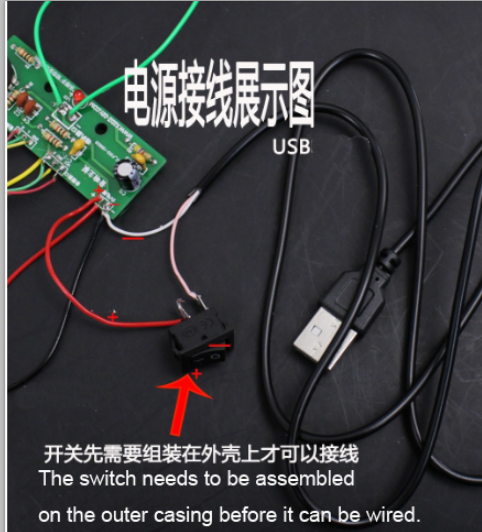 电源接线展示图
USB
开关先需要组装在外壳上才可以接线
The switch needs to be assembled
on the outer casing before it can be wired.